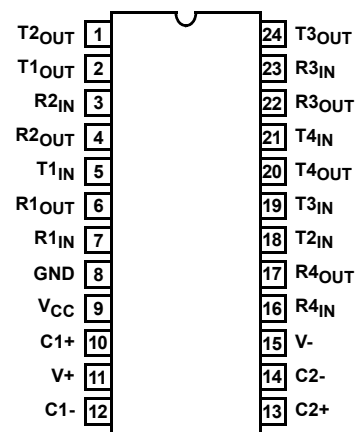 T2OUT 1 24 T3OUT
T1OUT 2 23 R3IN
R2IN 3 22 R3OUT
R2OUT 4 21 T4IN
T1IN 5 20 T4OUT
R1OUT 6 19 T3IN
R1IN 7 18 T2IN
GND 8 17 R4OUT
VCC 9 16 R4IN
C1+ 10 15 V-
V+ 11 14 C2-
C1- 12 13 C2+